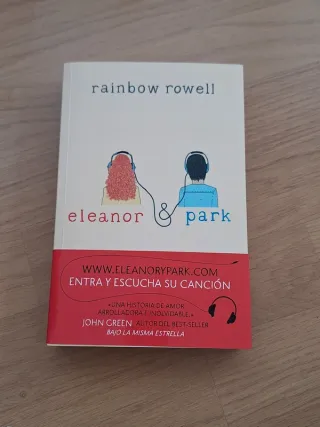 rainbow rowell
eleanor & park
WWW.ELEANORYPARK.COM
ENTRA Y ESCUCHA SU CANCIÓN
«UNA HISTORIA DE AMOR
ARROLLADORA E INOLVIDABLE.»
JOHN GREEN, AUTOR DEL BEST-SELLER
BAJO LA MISMA ESTRELLA